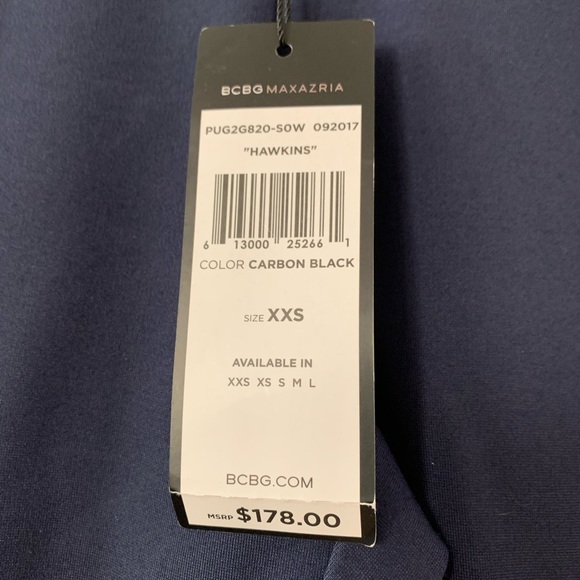 BCBGMAXAZRIA
PUG2G820-S0W 092017
"HAWKINS"
6 13000 25266 1
COLOR CARBON BLACK
SIZE XXS
AVAILABLE IN
XXS XS S M L
BCBG.COM
MSRP $178.00